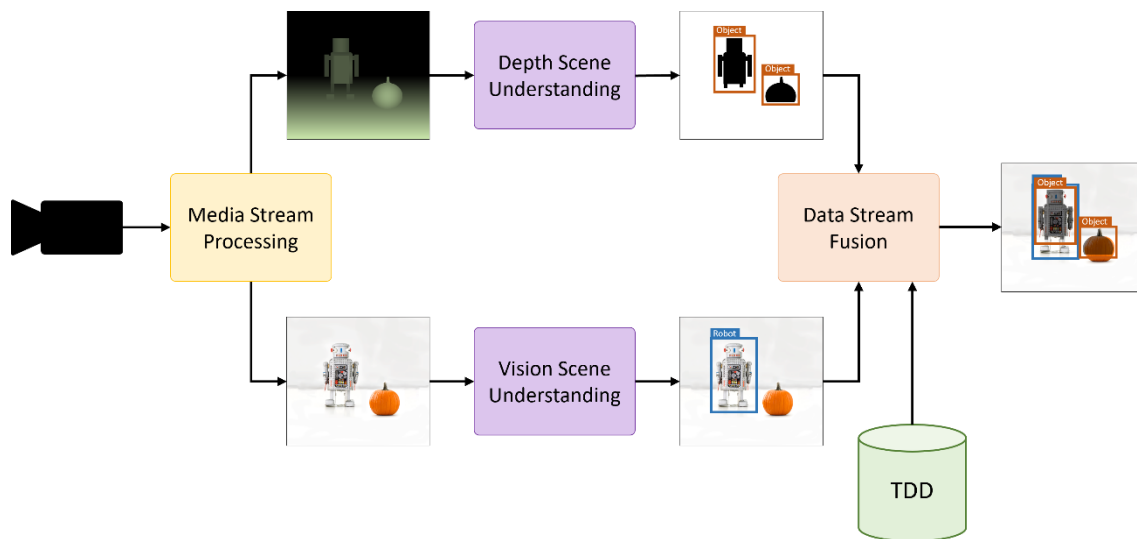 Object
Object
Depth Scene
Understanding
Media Stream
Processing
Data Stream
Fusion
Object
Object
Robot
Vision Scene
Understanding
TDD